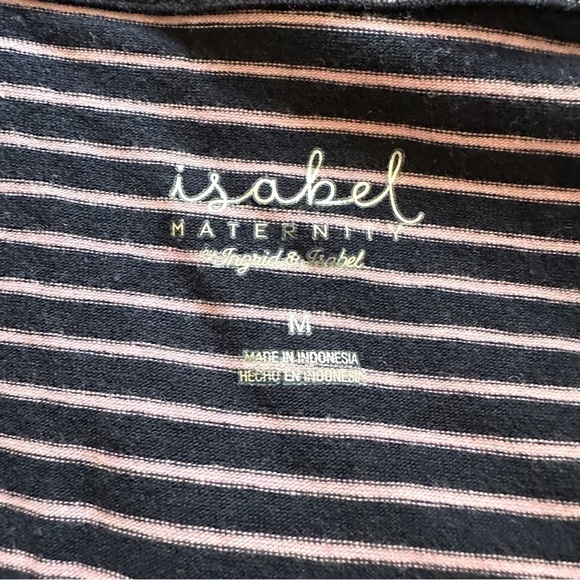 isabel
MATERNITY
by Ingrid & Isabel
M
MADE IN INDONESIA
HECHO EN INDONESIA